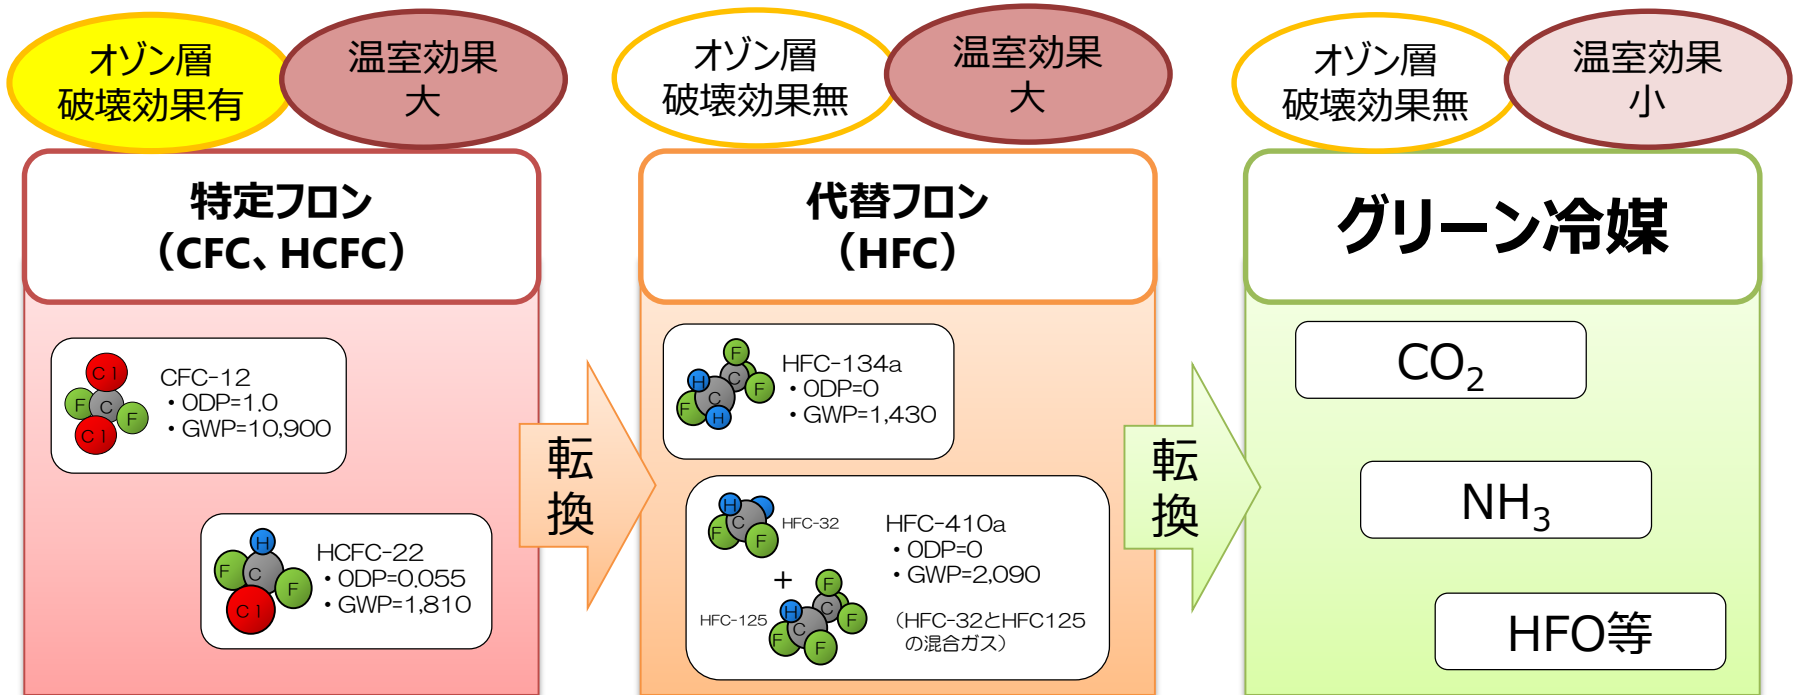 オゾン層
破壊効果有
温室効果
大
特定フロン
（CFC、HCFC）
Cl
F
C
F
Cl
CFC-12
・ODP=1.0
・GWP=10,900
H
F
C
F
Cl
HCFC-22
・ODP=0.055
・GWP=1,810
転換
オゾン層
破壊効果無
温室効果
大
代替フロン
（HFC）
F
H
C
F
C
F
H
HFC-134a
・ODP=0
・GWP=1,430
H
C
F
F
HFC-32
+
HFC-125
F
H
C
F
C
F
F
HFC-410a
・ODP=0
・GWP=2,090
（HFC-32とHFC125
の混合ガス）
転換
オゾン層
破壊効果無
温室効果
小
グリーン冷媒
CO₂
NH₃
HFO等